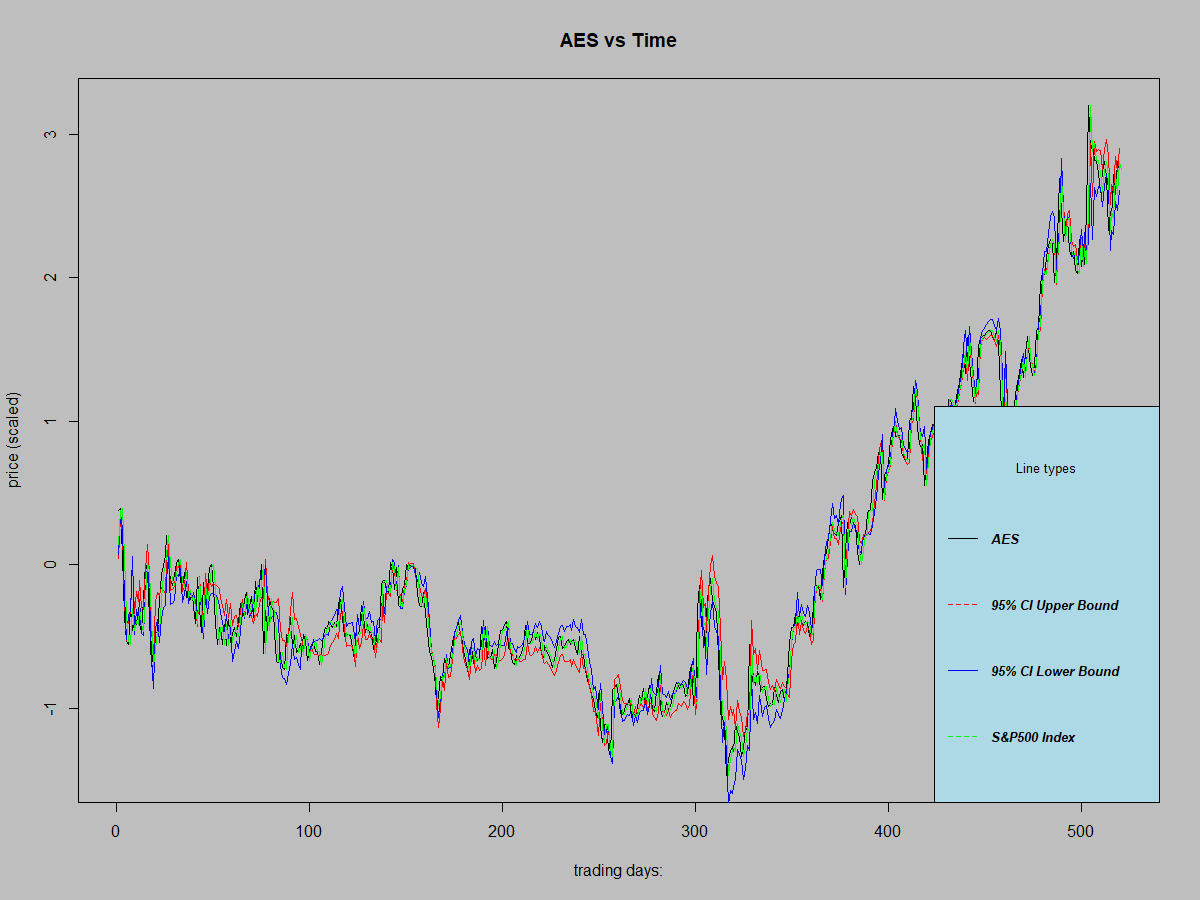 AES vs Time
price (scaled)
3
2
1
0
-1
Line types
AES
95% CI Upper Bound
95% CI Lower Bound
S&P500 Index
0 100 200 300 400 500
trading days: